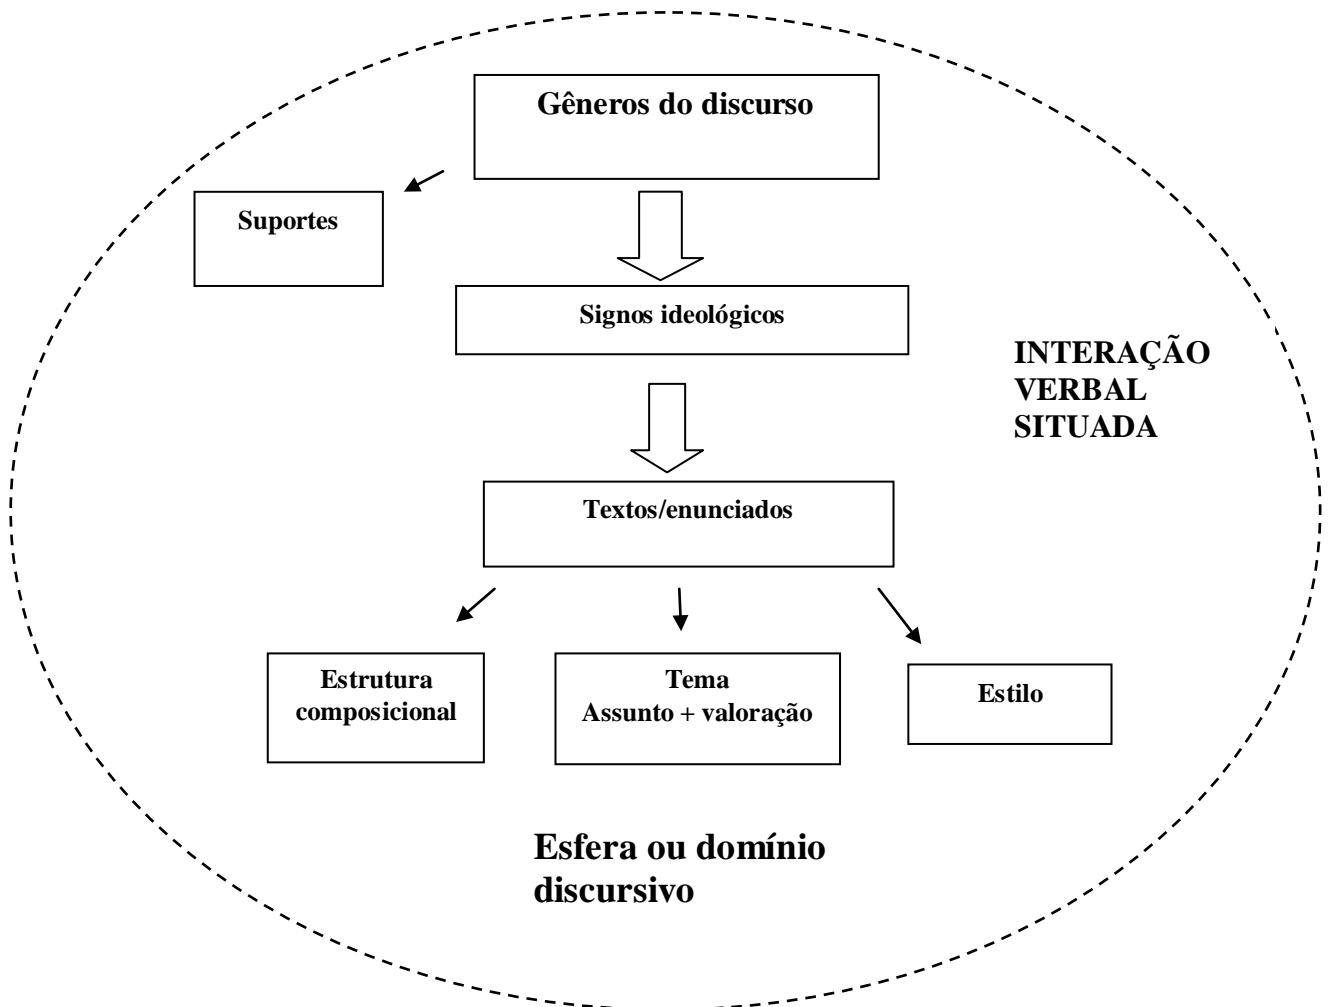 Gêneros do discurso
Suportes
Signos ideológicos
INTERAÇÃO
VERBAL
SITUADA
Textos/enunciados
Estrutura
composicional
Tema
Assunto + valoração
Estilo
Esfera ou domínio
discursivo